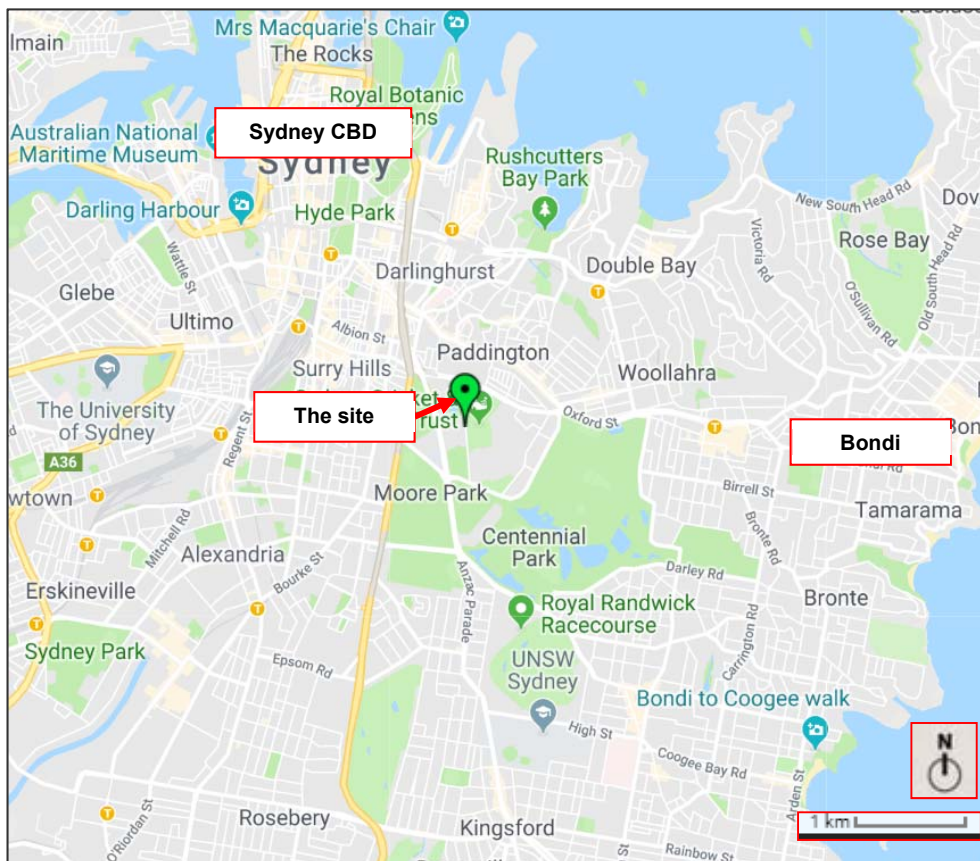 Mrs Macquarie's Chair
The Rocks
lmain
Royal Botanic
ens
Sydney CBD
Australian National
Maritime Museum
Sydney
Rushcutters
Bay Park
New South Head Rd
Dov
Darling Harbour
Hyde Park
Victoria Rd
Rose Bay
Wattle St
Darlinghurst
Double Bay
O'Sullivan Rd
Old South Head Rd
Glebe
Ultimo
Albion St
Paddington
Surry Hills
Woollahra
ket
The University
of Sydney
The site
Trust
Oxford St
Regent St
Bondi
Bon
A36
wtown
Moore Park
Birrell St
Tamarama
Mitchell Rd
Centennial
Park
Bronte Rd
Alexandria
Bourke St
Darley Rd
Erskineville
Anzac Parade
Royal Randwick
Racecourse
Bronte
Carrington Rd
Sydney Park
Epsom Rd
UNSW
Sydney
Bondi to Coogee walk
High St
N
Coogee Bay Rd
Arden St
Rosebery
Kingsford
1 km
O'Riordan St
Rainbow St